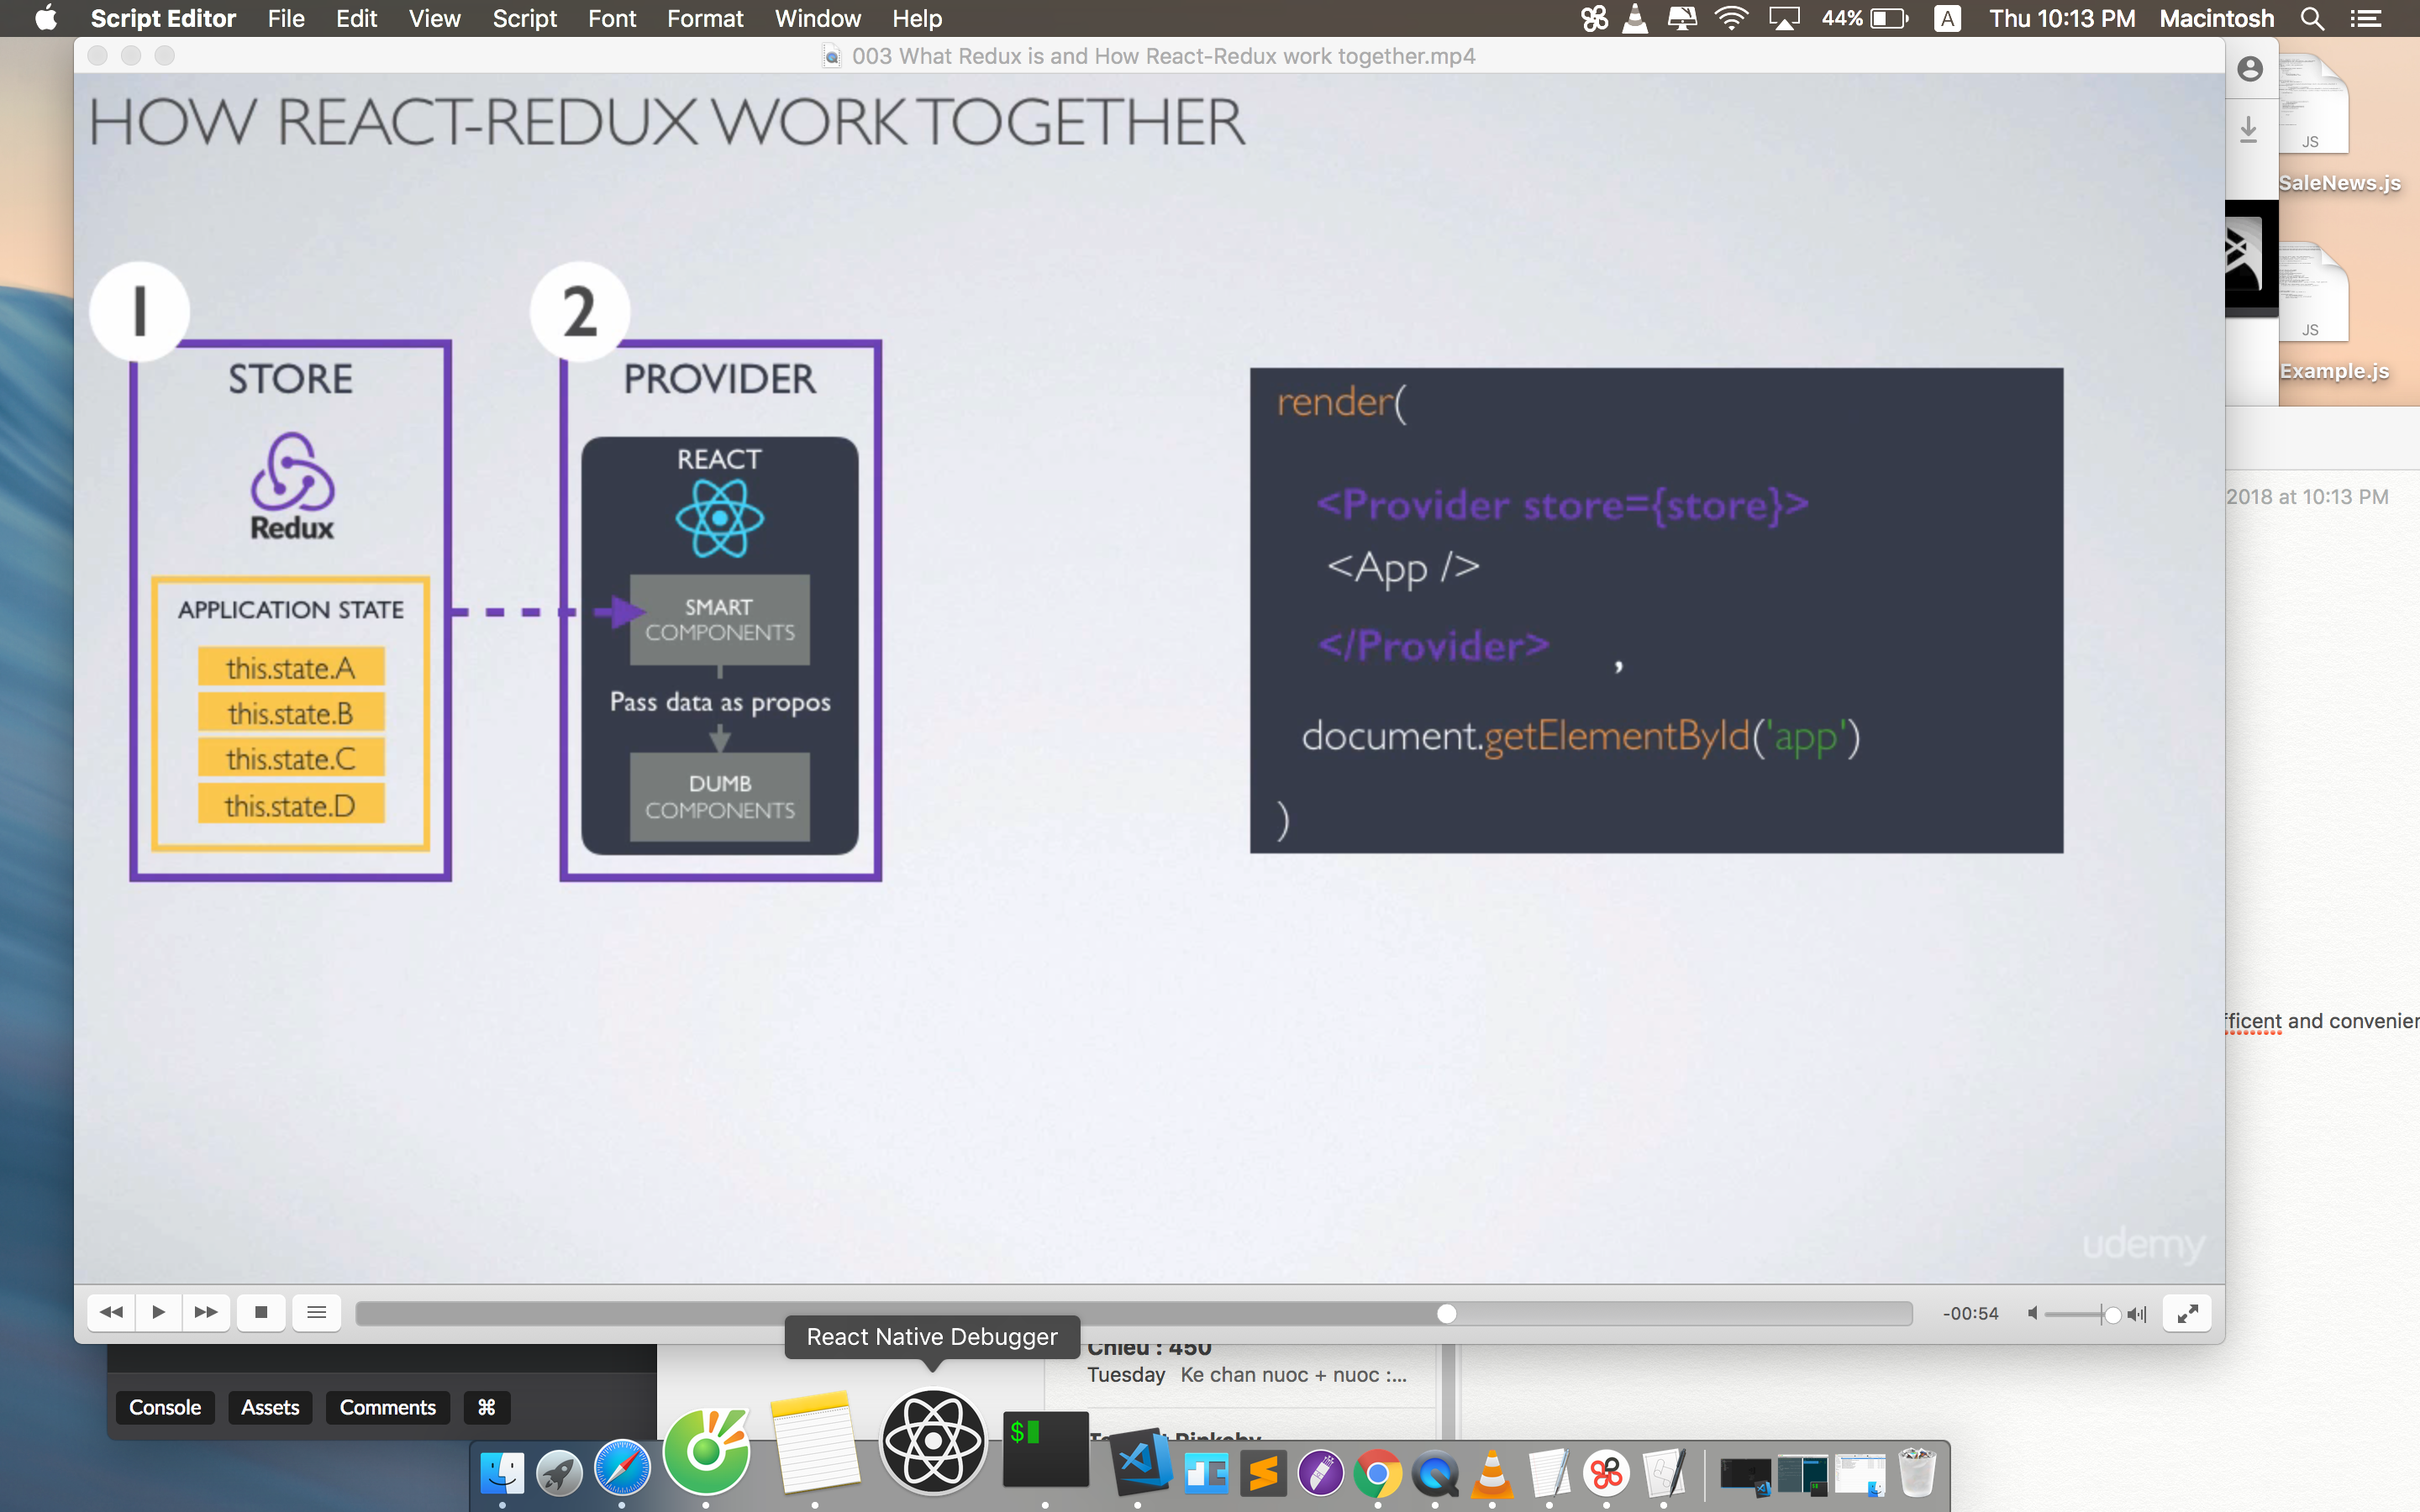 Script Editor File Edit View Script Font Format Window Help 44% A Thu 10:13 PM Macintosh
003 What Redux is and How React-Redux work together.mp4
HOW REACT-REDUX WORK TOGETHER
JS
SaleNews.js
JS
Example.js
1
STORE
Redux
APPLICATION STATE
this.state.A
this.state.B
this.state.C
this.state.D
2
PROVIDER
REACT
SMART
COMPONENTS
Pass data as propos
DUMB
COMPONENTS
render(
<Provider store={store}>
<App />
</Provider> ,
document.getElementById('app')
)
2018 at 10:13 PM
fficent and convenier
udemy
-00:54
React Native Debugger
Chieu : 450
Tuesday Ke chan nuoc + nuoc :...
Console Assets Comments ⌘
$